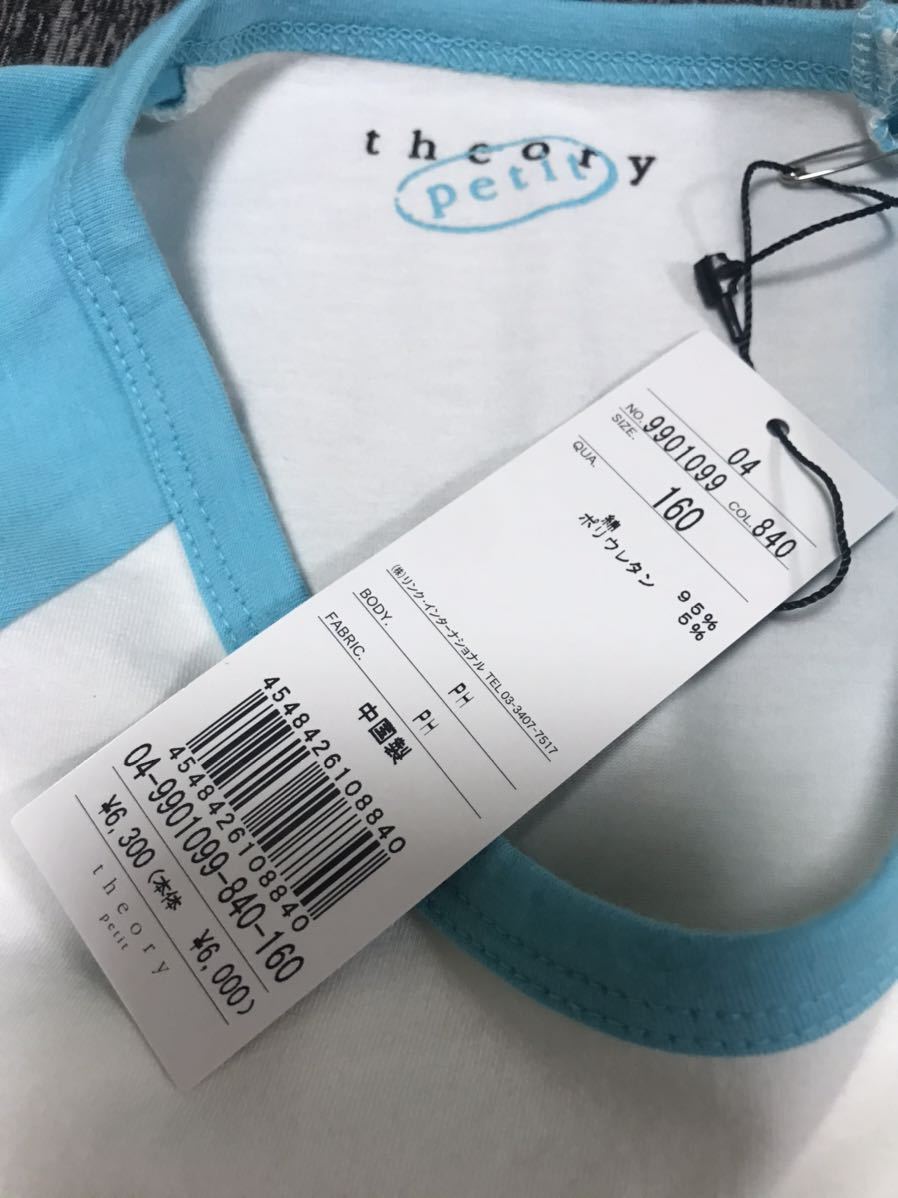 theory
petit
04
NO. 9901099 COL. 840
SIZE. 160
QUA.
綿 95%
ポリウレタン 5%
(株)リンク・インターナショナル TEL03-3407-7517
BODY. PH
FABRIC. PH
中国製
4548426108840
4548426108840
04-9901099-840-160
¥6,300(本体 ¥6,000)
theory
petit